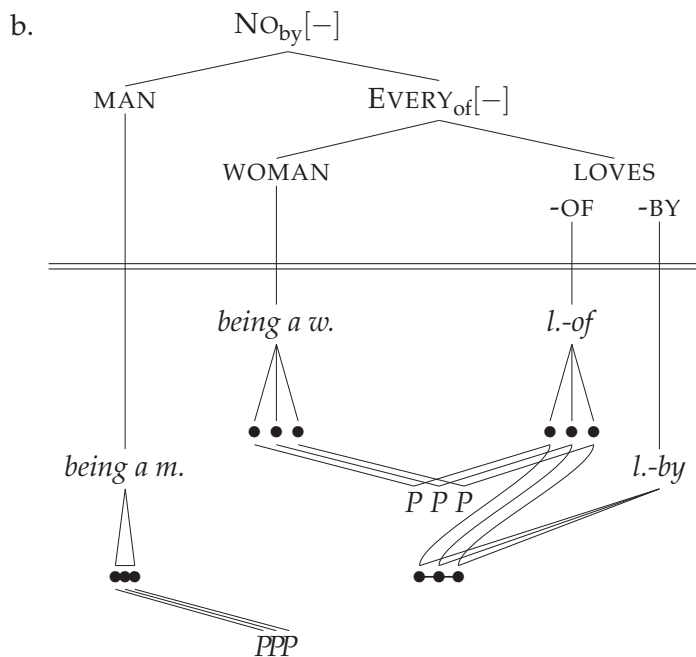 b.
NO_by[−]
MAN EVERY_of[−]
WOMAN LOVES
-OF -BY
being a w. l.-of
being a m. l.-by
P P P
PPP